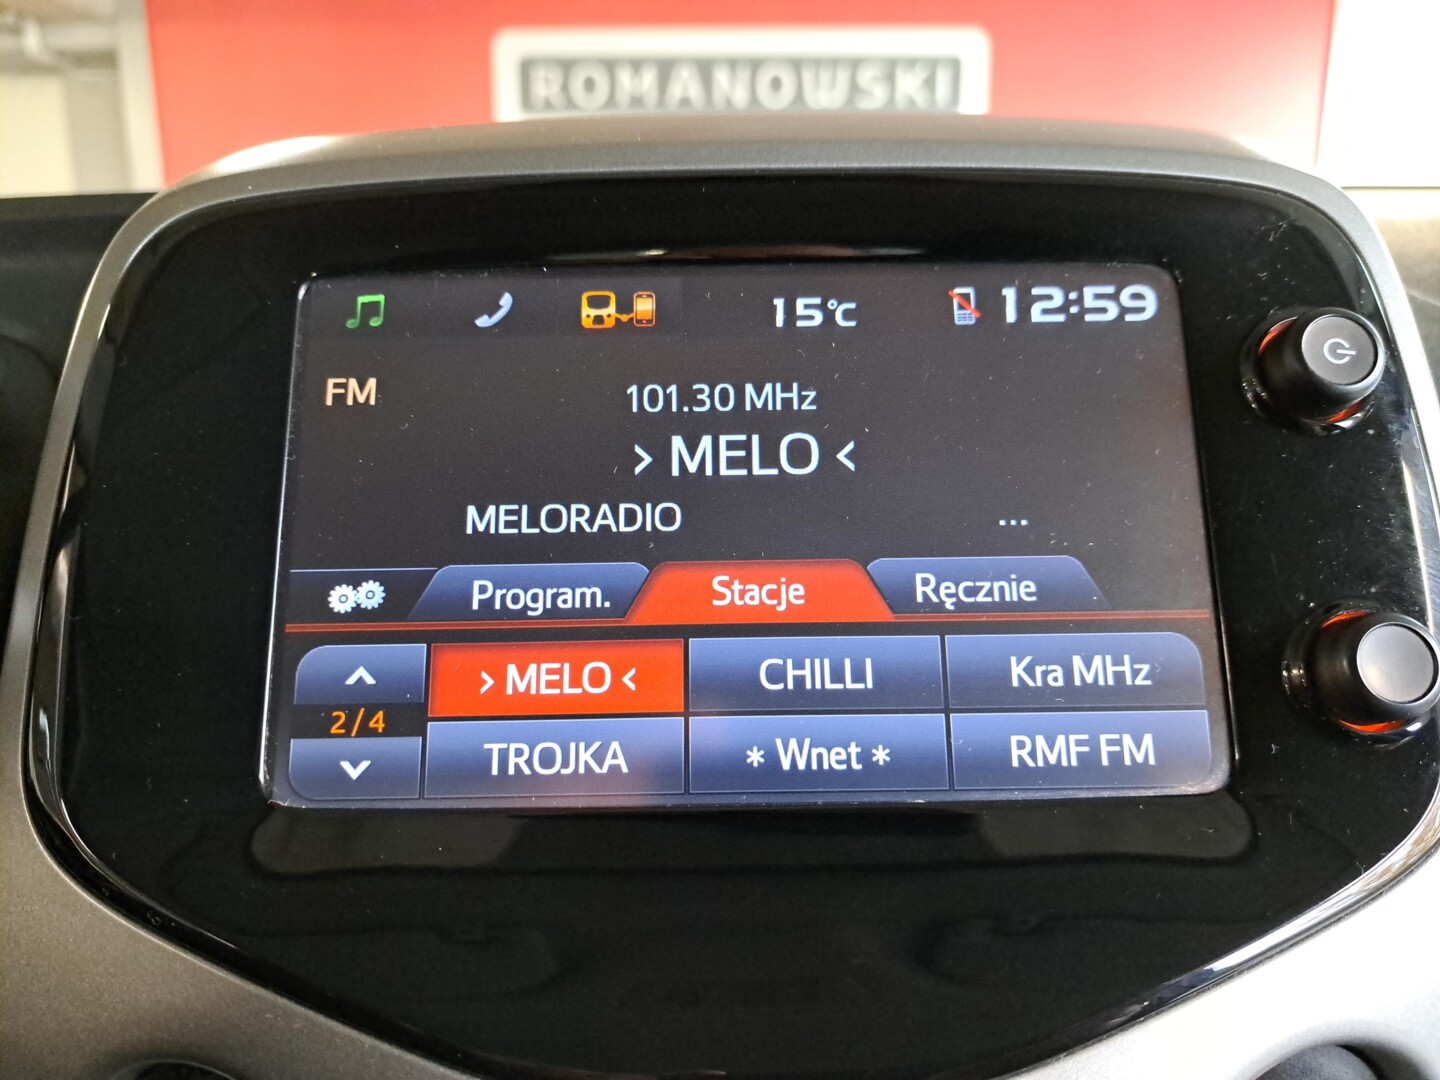 ROMANOWSKI
15°C 12:59
FM
101.30 MHz
› MELO ‹
MELORADIO ...
Program. Stacje Ręcznie
› MELO ‹ CHILLI Kra MHz
2/4
TROJKA * Wnet * RMF FM